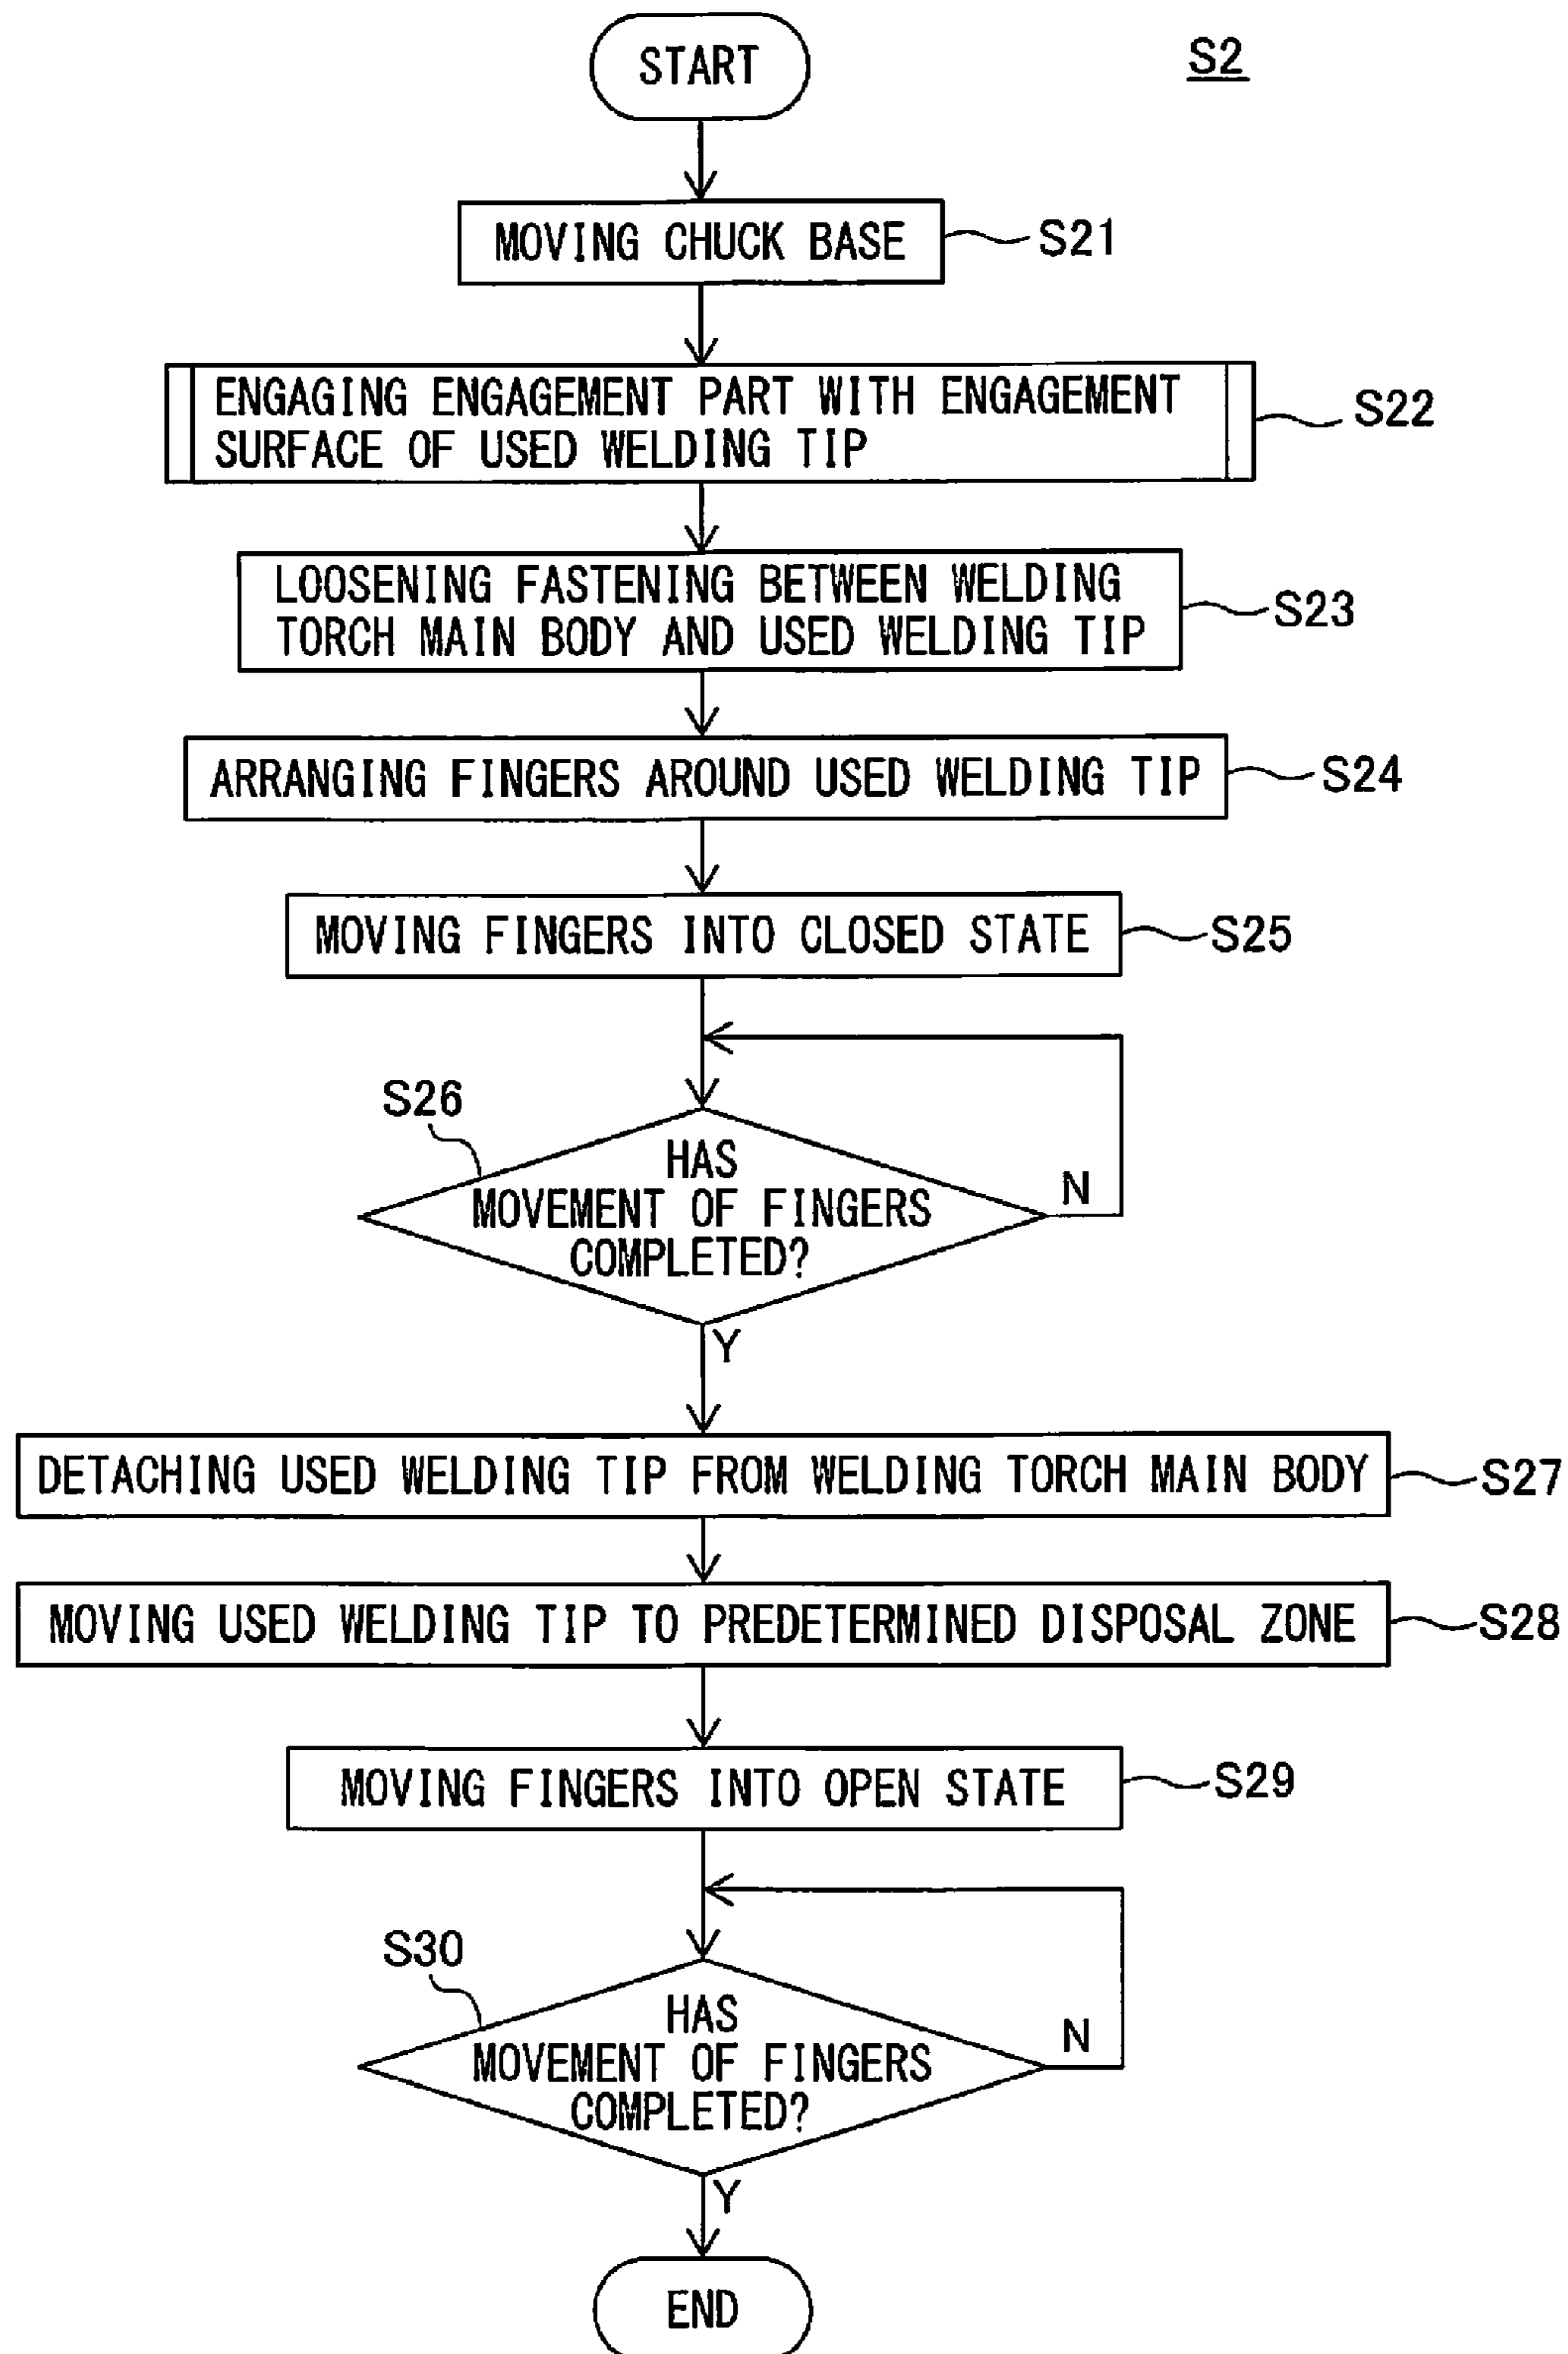 START
S2
MOVING CHUCK BASE
S21
ENGAGING ENGAGEMENT PART WITH ENGAGEMENT
SURFACE OF USED WELDING TIP
S22
LOOSENING FASTENING BETWEEN WELDING
TORCH MAIN BODY AND USED WELDING TIP
S23
ARRANGING FINGERS AROUND USED WELDING TIP
S24
MOVING FINGERS INTO CLOSED STATE
S25
S26
HAS
MOVEMENT OF FINGERS
COMPLETED?
N
Y
DETACHING USED WELDING TIP FROM WELDING TORCH MAIN BODY
S27
MOVING USED WELDING TIP TO PREDETERMINED DISPOSAL ZONE
S28
MOVING FINGERS INTO OPEN STATE
S29
S30
HAS
MOVEMENT OF FINGERS
COMPLETED?
N
Y
END